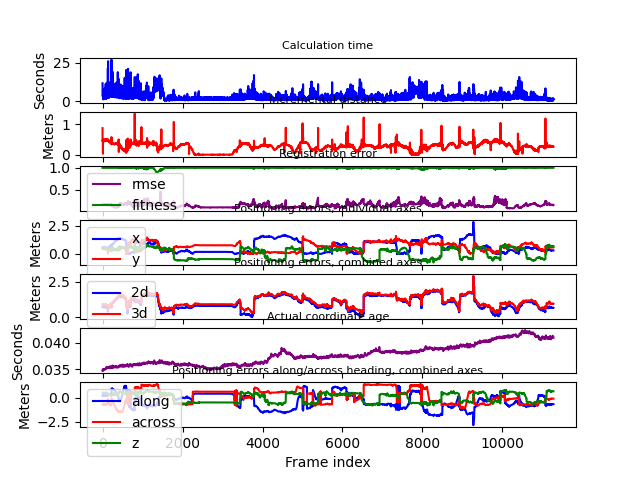 Calculation time
Seconds
25
0
Incremental distance
Meters
1
0
Registration error
1.0
0.5
rmse
fitness
Positioning errors, individual axes
Meters
2.5
0.0
x
y
Positioning errors, combined axes
Meters
2.5
0.0
2d
3d
Actual coordinate age
Seconds
0.040
0.035
Positioning errors along/across heading, combined axes
Meters
0.0
−2.5
along
across
z
0 2000 4000 6000 8000 10000
Frame index